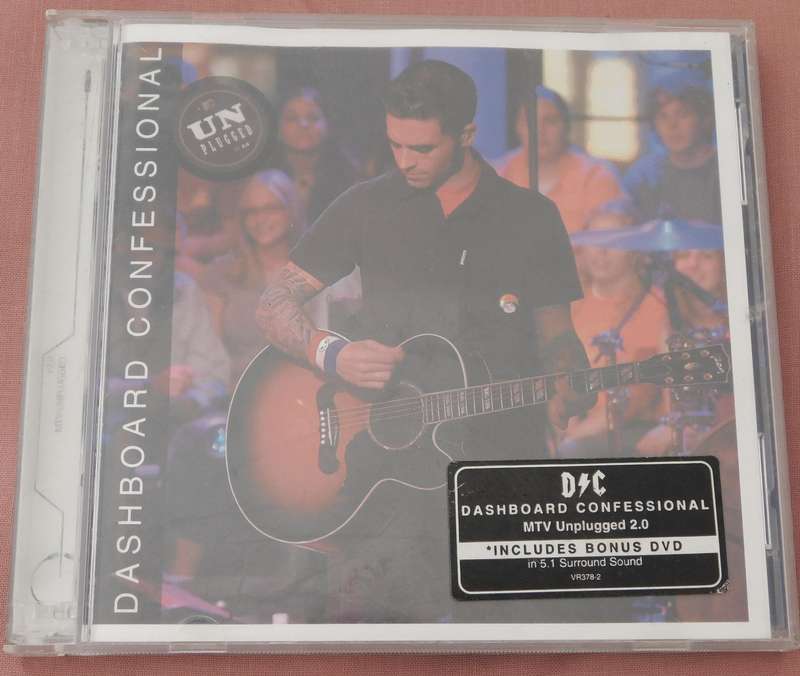 DASHBOARD CONFESSIONAL
UN
PLUGGED
D⚡C
DASHBOARD CONFESSIONAL
MTV Unplugged 2.0
*INCLUDES BONUS DVD
in 5.1 Surround Sound
VR378-2